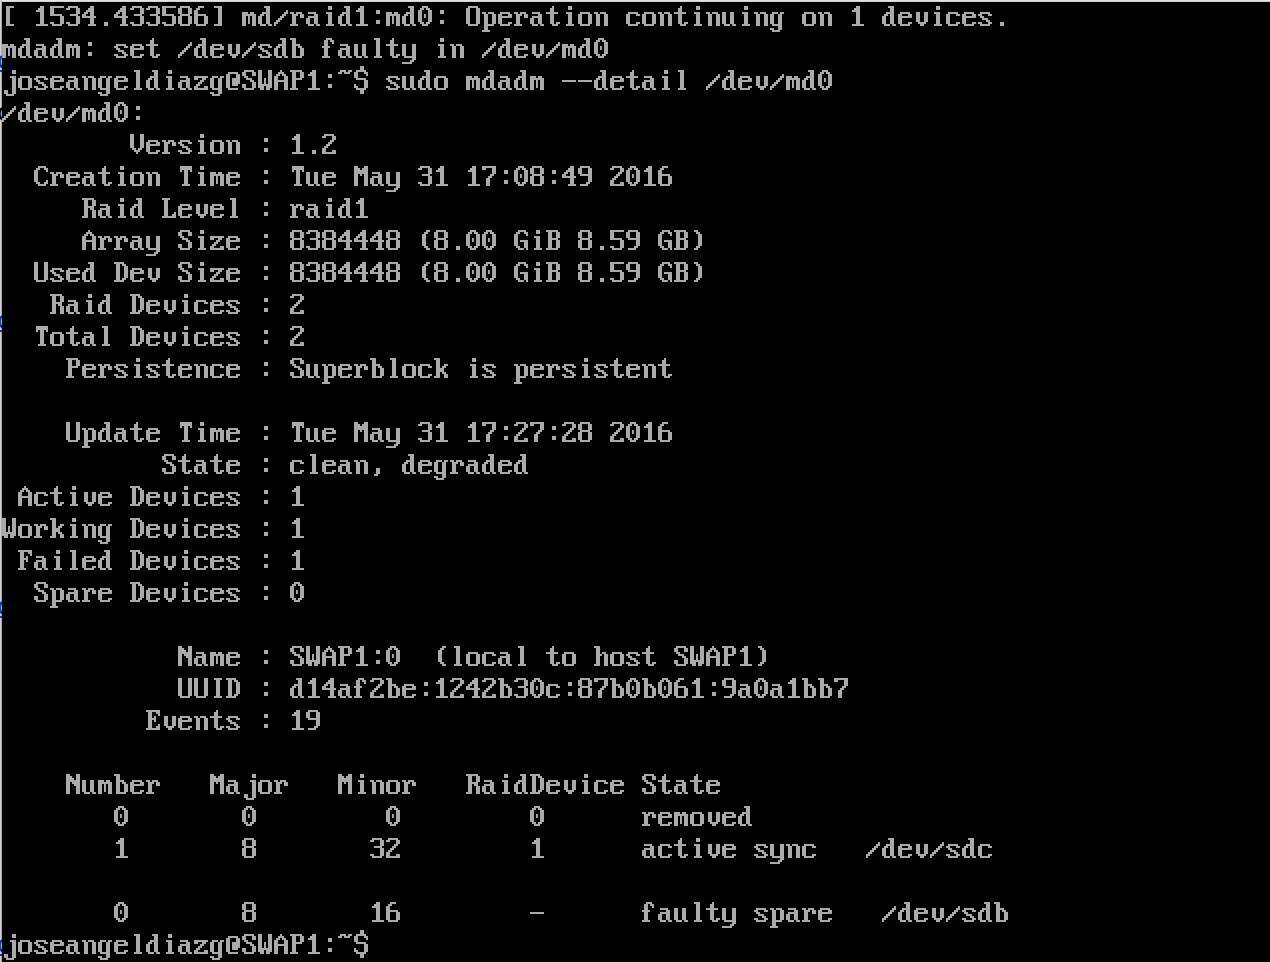 [ 1534.433586] md/raid1:md0: Operation continuing on 1 devices.
mdadm: set /dev/sdb faulty in /dev/md0
joseangeldiazg@SWAP1:~$ sudo mdadm --detail /dev/md0
/dev/md0:
Version : 1.2
Creation Time : Tue May 31 17:08:49 2016
Raid Level : raid1
Array Size : 8384448 (8.00 GiB 8.59 GB)
Used Dev Size : 8384448 (8.00 GiB 8.59 GB)
Raid Devices : 2
Total Devices : 2
Persistence : Superblock is persistent
Update Time : Tue May 31 17:27:28 2016
State : clean, degraded
Active Devices : 1
Working Devices : 1
Failed Devices : 1
Spare Devices : 0
Name : SWAP1:0  (local to host SWAP1)
UUID : d14af2be:1242b30c:87b0b061:9a0a1bb7
Events : 19
Number   Major   Minor   RaidDevice State
0       0        0        0      removed
1       8       32        1      active sync   /dev/sdc
0       8       16        -      faulty spare   /dev/sdb
joseangeldiazg@SWAP1:~$